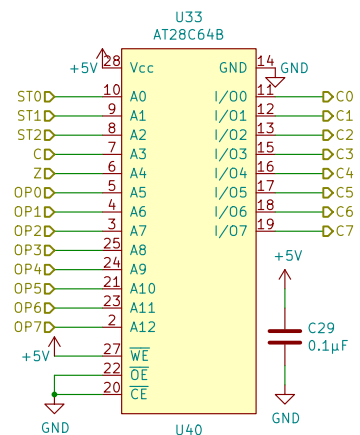 U33
AT28C64B
+5V 28 Vcc GND 14 GND
ST0 10 A0 I/O0 11 C0
ST1 9 A1 I/O1 12 C1
ST2 8 A2 I/O2 13 C2
C 7 A3 I/O3 15 C3
Z 6 A4 I/O4 16 C4
OP0 5 A5 I/O5 17 C5
OP1 4 A6 I/O6 18 C6
OP2 3 A7 I/O7 19 C7
OP3 25 A8
OP4 24 A9
OP5 21 A10
OP6 23 A11
OP7 2 A12
+5V 27 WE
22 OE
20 CE
GND
U40
+5V
C29
0.1µF
GND